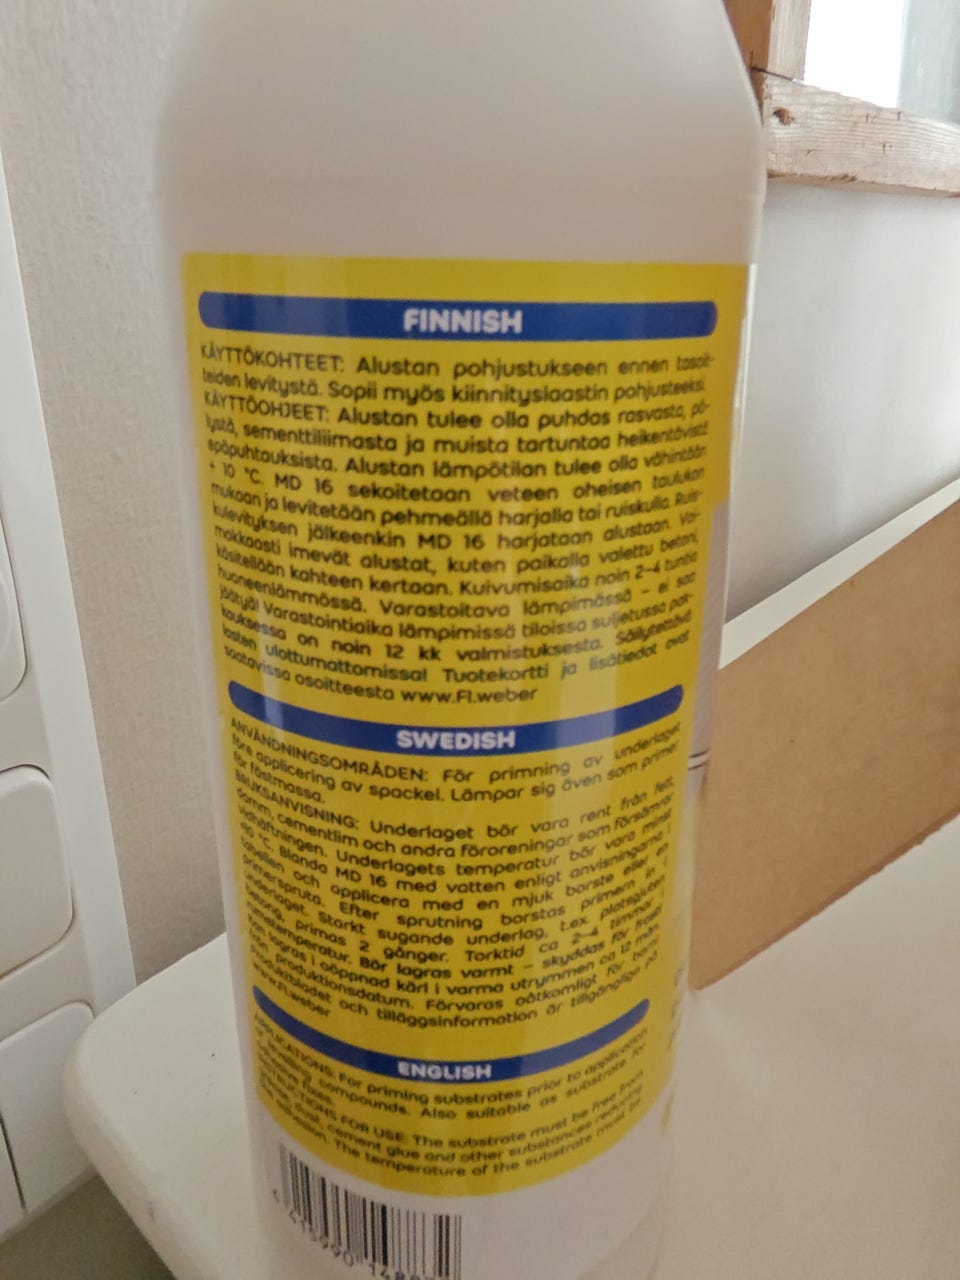 FINNISH
KÄYTTÖKOHTEET: Alustan pohjustukseen ennen tasoit-
teiden levitystä. Sopii myös kiinnityslaastin pohjusteeksi.
KÄYTTÖOHJEET: Alustan tulee olla puhdas rasvasta, pö-
lystä, sementtiliimasta ja muista tartuntaa heikentävistä
epäpuhtauksista. Alustan lämpötilan tulee olla vähintään
+ 10 °C. MD 16 sekoitetaan veteen oheisen taulukon
mukaan ja levitetään pehmeällä harjalla tai ruiskulla. Ruis-
kulevityksen jälkeenkin MD 16 harjataan alustaan. Voi-
makkaasti imevät alustat, kuten paikalla valettu betoni,
käsitellään kahteen kertaan. Kuivumisaika noin 2–4 tuntia
huoneenlämmössä. Varastoitava lämpimässä – ei saa
jäätyä! Varastointiaika lämpimissä tiloissa suljetussa pak-
kauksessa on noin 12 kk valmistuksesta. Säilytettävä
lasten ulottumattomissa! Tuotekortti ja lisätiedot ovat
saatavissa osoitteesta www.Fl.weber
SWEDISH
ANVÄNDNINGSOMRÅDEN: För primning av underlaget
före applicering av spackel. Lämpar sig även som primer
för fästmassa.
BRUKSANVISNING: Underlaget bör vara rent från fett,
damm, cementlim och andra föroreningar som försämrar
vidhäftningen. Underlagets temperatur bör vara minst
10 °C. Blanda MD 16 med vatten enligt anvisningarna i
tabellen och applicera med en mjuk borste eller en
primerspruta. Efter sprutning borstas primern in i
underlaget. Starkt sugande underlag, t.ex. platsgjuten
betong, primas 2 gånger. Torktid ca 2–4 timmar i
rumstemperatur. Bör lagras varmt – skyddas för frost!
Kan lagras i oöppnad kärl i varma utrymmen ca 12 mån.
från produktionsdatum. Förvaras oåtkomligt för barn!
Produktbladet och tilläggsinformation är tillgängliga på
www.fl.weber
ENGLISH
APPLICATIONS: For priming substrates prior to application
of levelling compounds. Also suitable as substrate for
fixes.
INSTRUCTIONS FOR USE: The substrate must be free from
dust, cement glue and other substances reducing
the adhesion. The temperature of the substrate must be